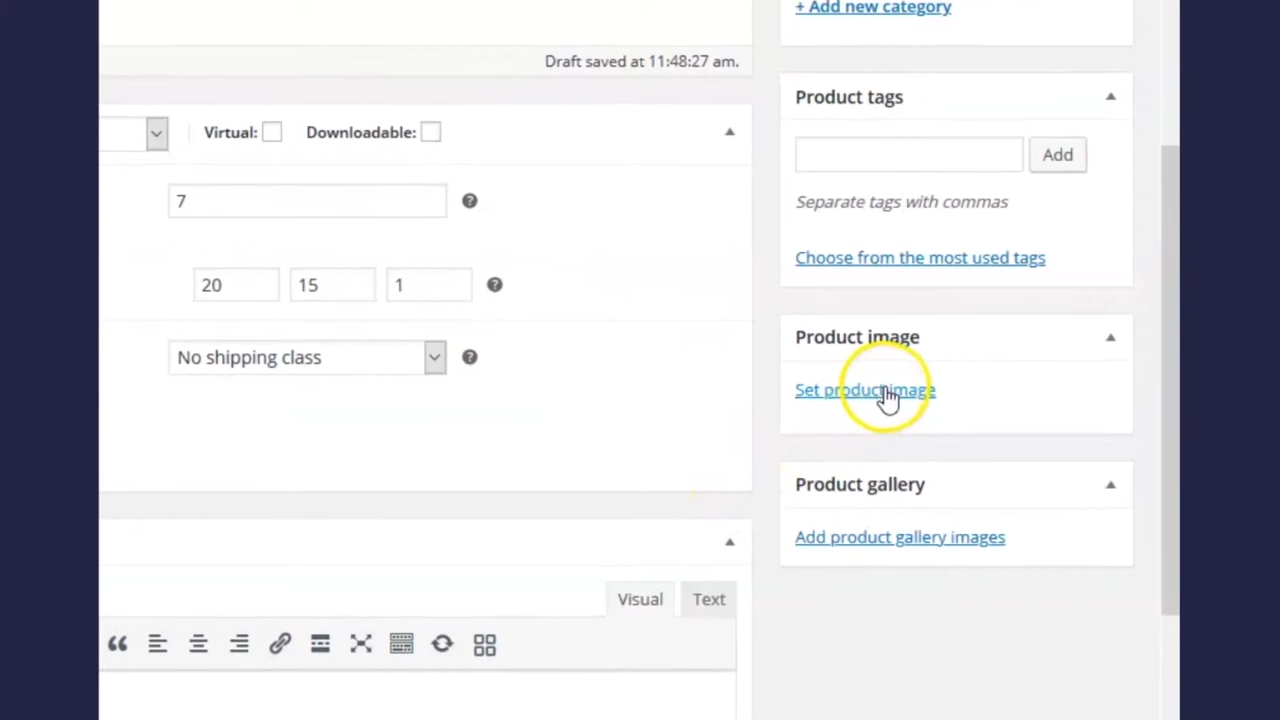 + Add new category
Draft saved at 11:48:27 am.
Product tags
Virtual: Downloadable:
Add
7
Separate tags with commas
Choose from the most used tags
20 15 1
Product image
No shipping class
Set product image
Product gallery
Add product gallery images
Visual Text